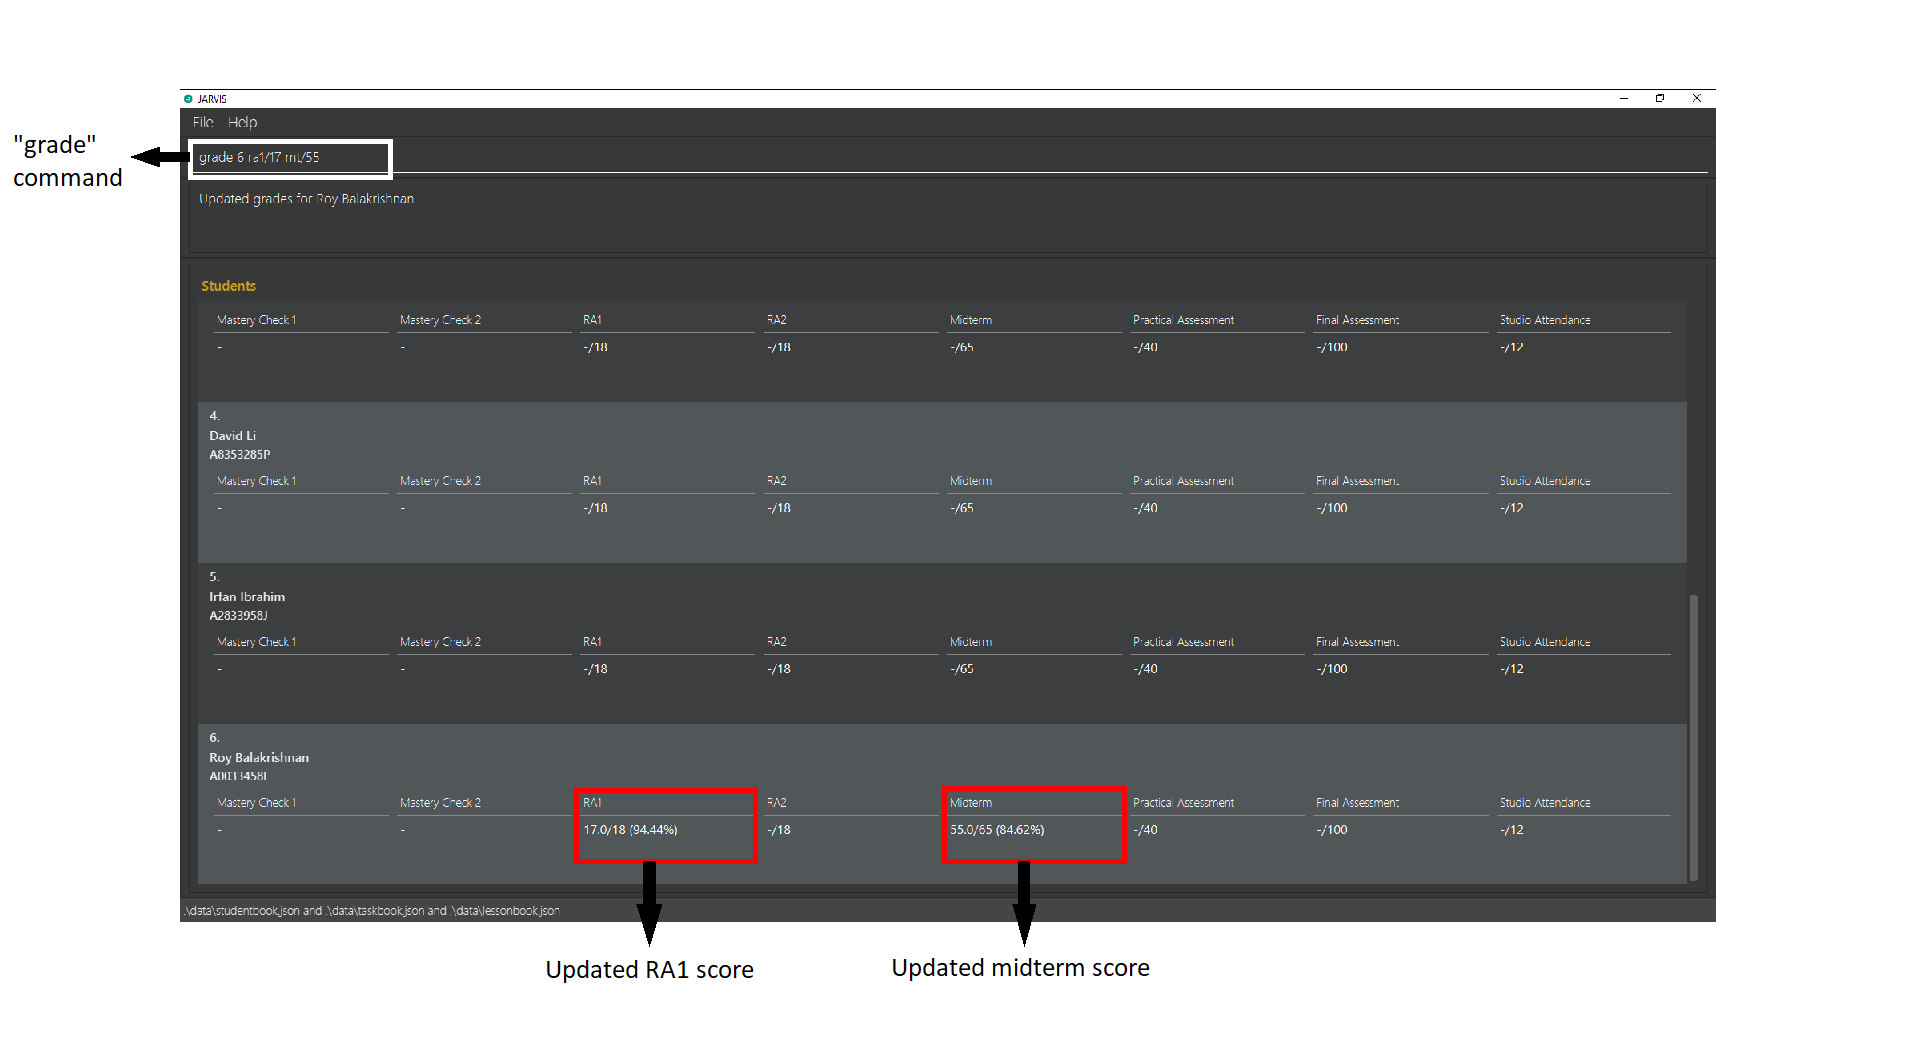 JARVIS
File Help
"grade"
command
grade 6 ra1/17 mt/55
Updated grades for Roy Balakrishnan
Students
Mastery Check 1 Mastery Check 2 RA1 RA2 Midterm Practical Assessment Final Assessment Studio Attendance
- - -/18 -/18 -/65 -/40 -/100 -/12
4.
David Li
A8353285P
Mastery Check 1 Mastery Check 2 RA1 RA2 Midterm Practical Assessment Final Assessment Studio Attendance
- - -/18 -/18 -/65 -/40 -/100 -/12
5.
Irfan Ibrahim
A2833958J
Mastery Check 1 Mastery Check 2 RA1 RA2 Midterm Practical Assessment Final Assessment Studio Attendance
- - -/18 -/18 -/65 -/40 -/100 -/12
6.
Roy Balakrishnan
Mastery Check 1 Mastery Check 2 RA1 RA2 Midterm Practical Assessment Final Assessment Studio Attendance
- - 17.0/18 (94.44%) -/18 55.0/65 (84.62%) -/40 -/100 -/12
.\data\studentbook.json and .\data\taskbook.json and .\data\lessonbook.json
Updated RA1 score
Updated midterm score